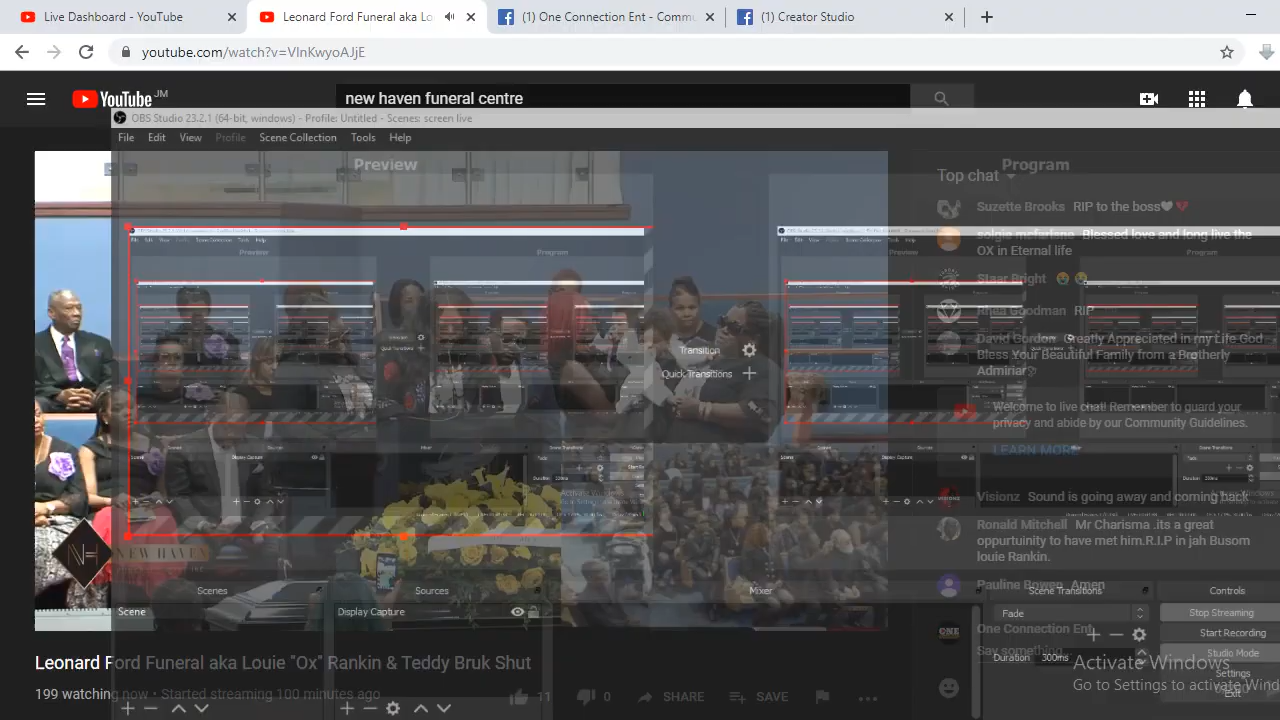 Live Dashboard - YouTube
Leonard Ford Funeral aka Lo
(1) One Connection Ent - Commu
(1) Creator Studio
youtube.com/watch?v=VlnKwyoAJjE
YouTube JM
new haven funeral centre
OBS Studio 23.2.1 (64-bit, windows) - Profile: Untitled - Scenes: screen live
File Edit View Profile Scene Collection Tools Help
Preview
Program
Top chat
Suzette Brooks RIP to the boss
solgie mcfarlane Blessed love and long live the
OX in Eternal life
Staar Bright
Rhea Goodman RIP
David Gordon Greatly Appreciated in my Life God
Bless Your Beautiful Family from a Brotherly
Admiriar
Transition
Quick Transitions
Welcome to live chat! Remember to guard your
privacy and abide by our Community Guidelines.
LEARN MORE
Visionz Sound is going away and coming back
Ronald Mitchell Mr Charisma .its a great
oppurtinity to have met him.R.I.P in jah Busom
louie Rankin.
NEW HAVEN
Pauline Bowen Amen
Scenes
Sources
Mixer
Scene Transitions
Controls
Scene
Display Capture
Fade
Stop Streaming
One Connection Ent
Start Recording
Say something...
Duration 300ms
Studio Mode
Settings
Exit
Leonard Ford Funeral aka Louie "Ox" Rankin & Teddy Bruk Shut
199 watching now • Started streaming 100 minutes ago
11
0
SHARE
SAVE
Activate Windows
Go to Settings to activate Wind